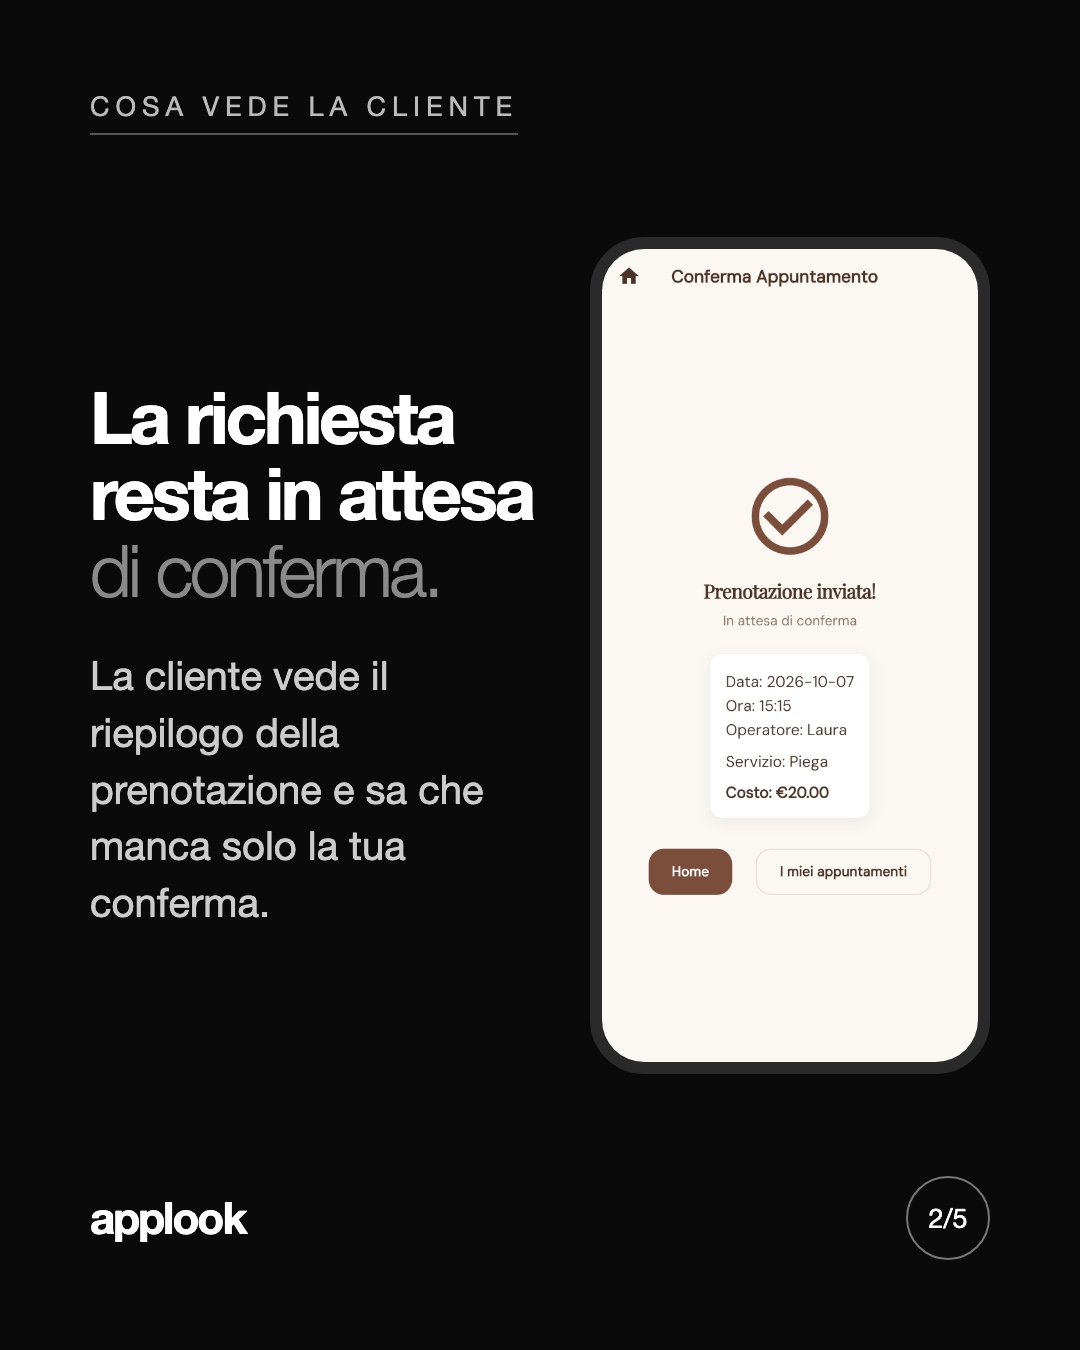 COSA VEDE LA CLIENTE
La richiesta
resta in attesa
di conferma.
La cliente vede il
riepilogo della
prenotazione e sa che
manca solo la tua
conferma.
Conferma Appuntamento
Prenotazione inviata!
In attesa di conferma
Data: 2026-10-07
Ora: 15:15
Operatore: Laura
Servizio: Piega
Costo: €20.00
Home
I miei appuntamenti
applook
2/5